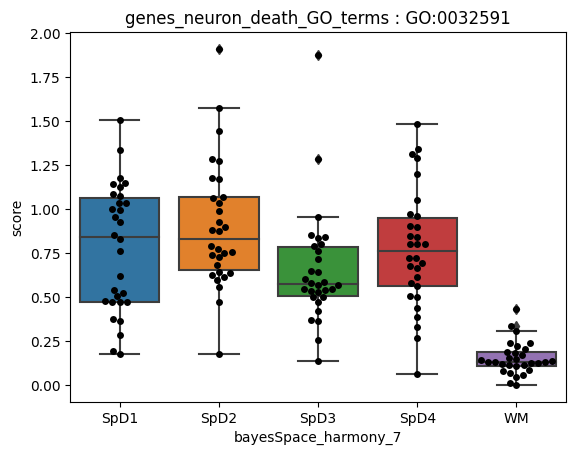 genes_neuron_death_GO_terms : GO:0032591
2.00
1.75
1.50
1.25
1.00
0.75
0.50
0.25
0.00
score
SpD1 SpD2 SpD3 SpD4 WM
bayesSpace_harmony_7